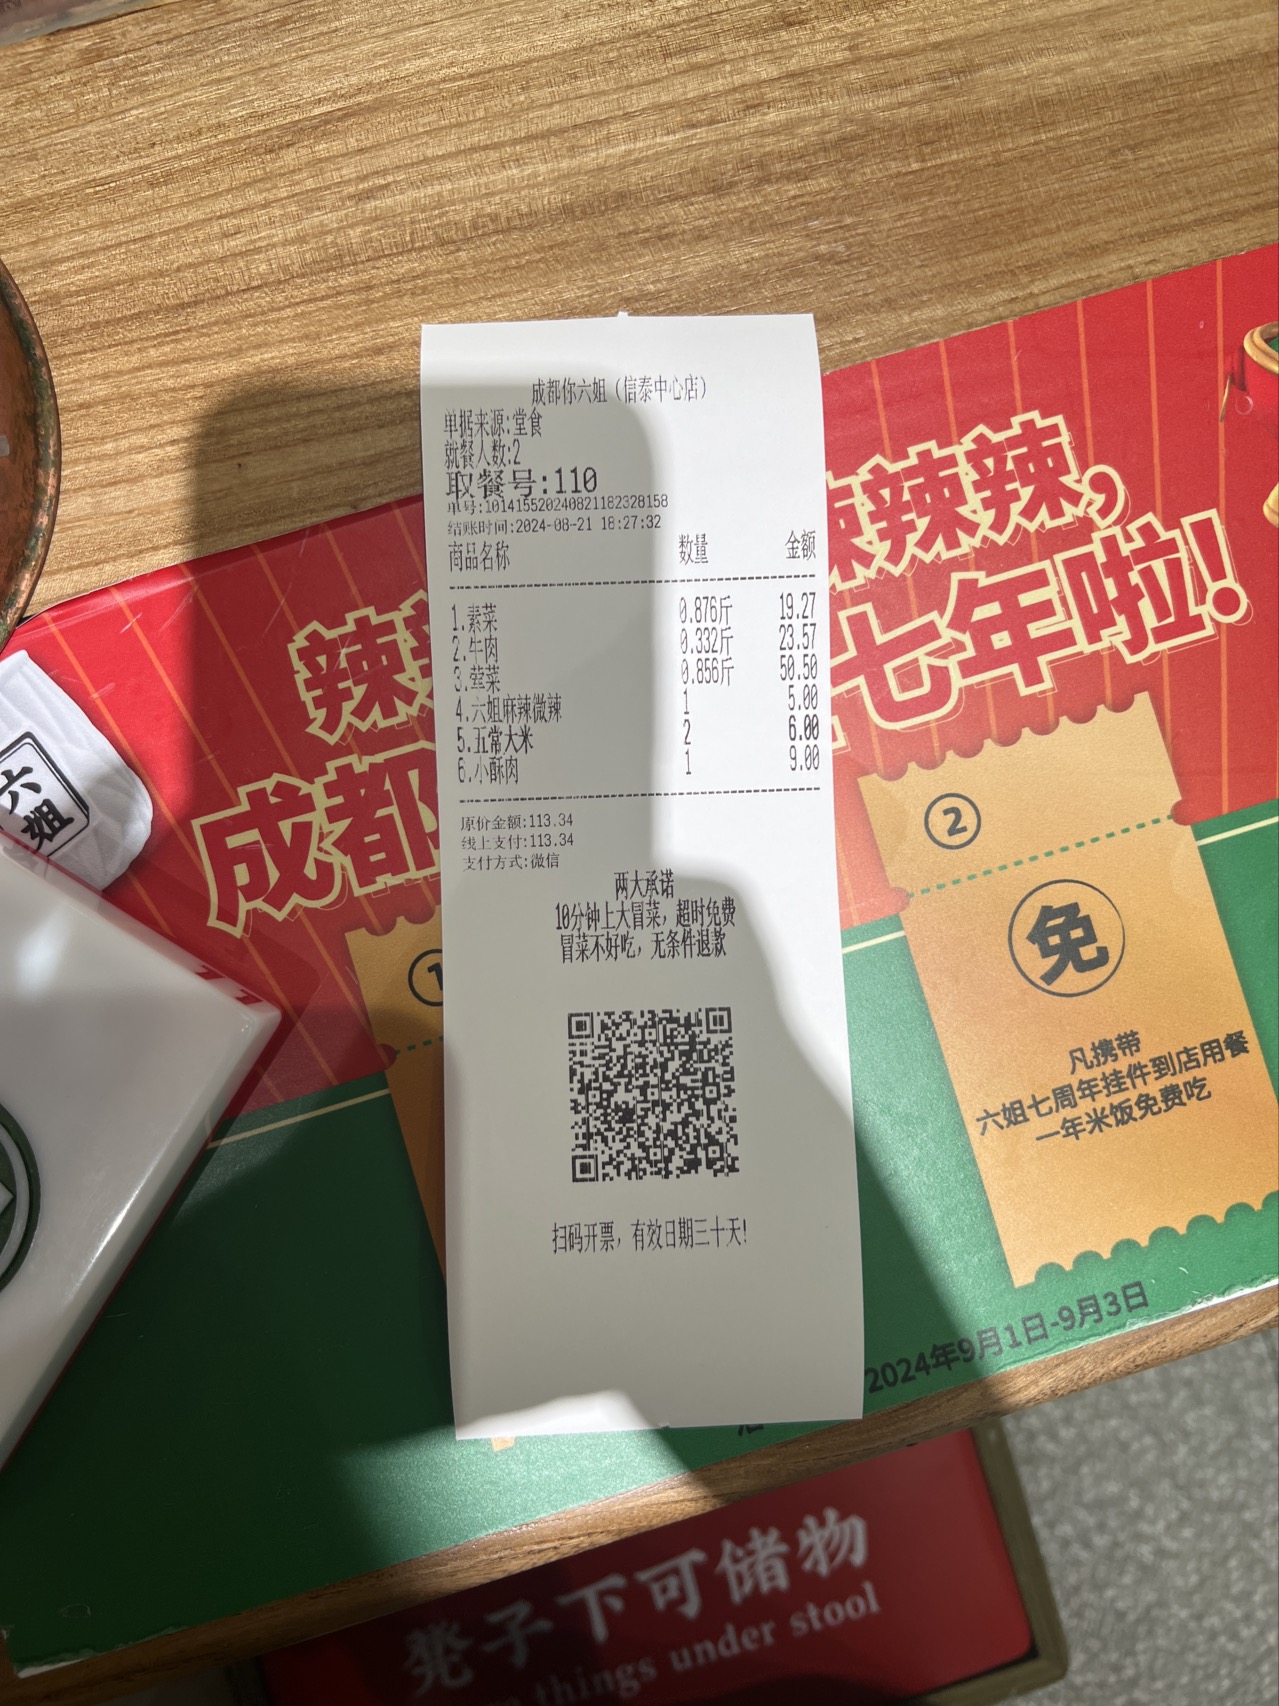 成都你六姐（信泰中心店）
单据来源:堂食
就餐人数:2
取餐号:110
单号:101415520240821182328158
结账时间:2024-08-21 18:27:32
商品名称 数量 金额
1.素菜 0.876斤 19.27
2.牛肉 0.332斤 23.57
3.荤菜 0.856斤 50.50
4.六姐麻辣微辣 1 5.00
5.五常大米 2 6.00
6.小酥肉 1 9.00
原价金额:113.34
线上支付:113.34
支付方式:微信
两大承诺
10分钟上大冒菜，超时免费
冒菜不好吃，无条件退款
扫码开票，有效日期三十天!
辣辣辣，
七年啦!
辣
成都
六姐
①
②
免
凡携带
六姐七周年挂件到店用餐
一年米饭免费吃
2024年9月1日-9月3日
凳子下可储物
things under stool